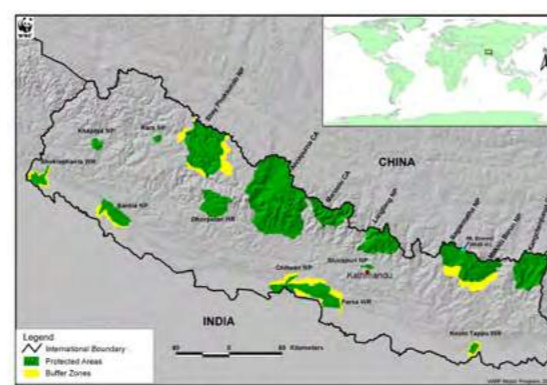 WWF
CHINA
Khaptad NP
Rara NP
Shey Phoksundo NP
Annapurna CA
Manaslu CA
Langtang NP
Sagarmatha NP
Mt. Everest
Makalu Barun NP
Shuklaphanta WR
Bardia NP
Dhorpatan HR
Shivapuri NP
Kathmandu
Chitwan NP
Parsa WR
INDIA
Koshi Tappu WR
Legend
International Boundary
Protected Areas
Buffer Zones
Kilometers